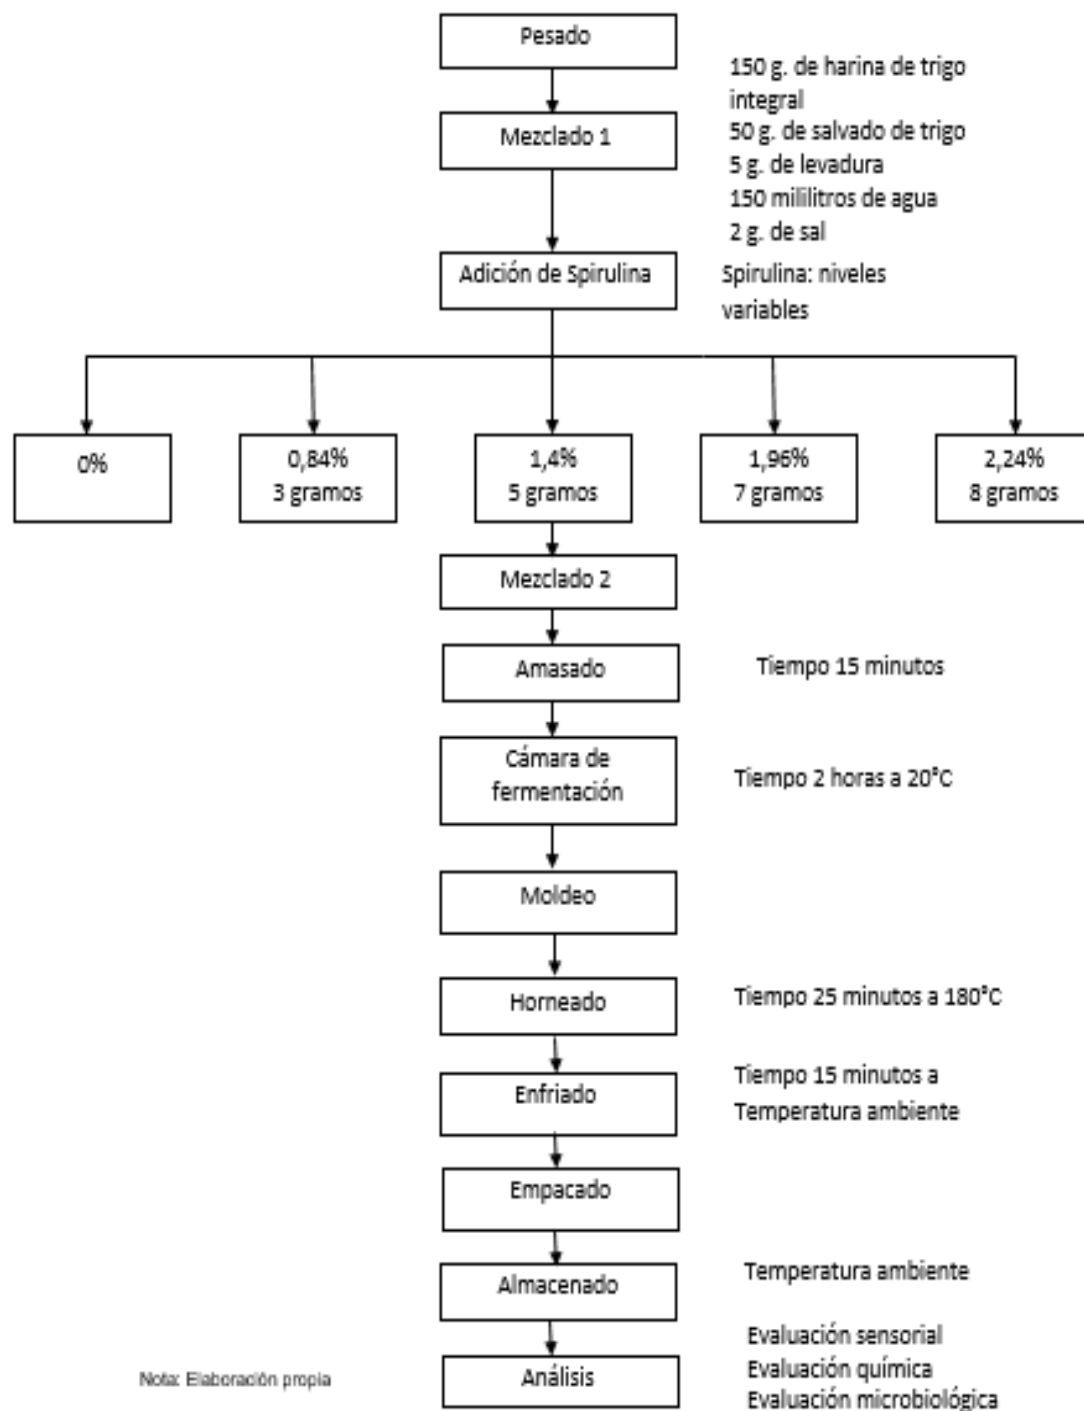 Pesado
150 g. de harina de trigo
integral
Mezclado 1
50 g. de salvado de trigo
5 g. de levadura
150 mililitros de agua
2 g. de sal
Adición de Spirulina
Spirulina: niveles
variables
0%
0,84%
3 gramos
1,4%
5 gramos
1,96%
7 gramos
2,24%
8 gramos
Mezclado 2
Amasado
Tiempo 15 minutos
Cámara de
fermentación
Tiempo 2 horas a 20°C
Moldeo
Horneado
Tiempo 25 minutos a 180°C
Enfriado
Tiempo 15 minutos a
Temperatura ambiente
Empacado
Almacenado
Temperatura ambiente
Análisis
Evaluación sensorial
Evaluación química
Evaluación microbiológica
Nota: Elaboración propia